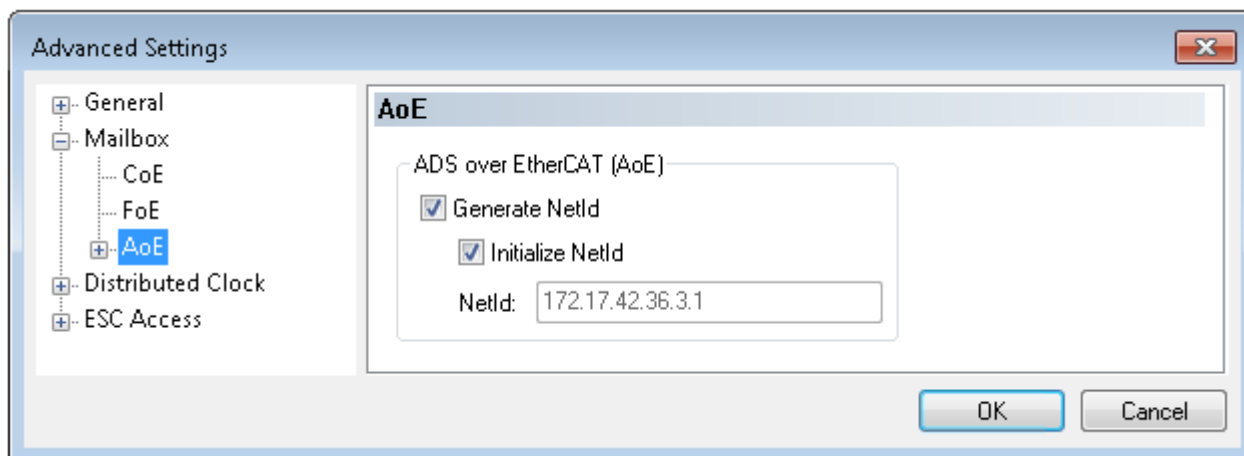 Advanced Settings
General
Mailbox
CoE
FoE
AoE
Distributed Clock
ESC Access
AoE
ADS over EtherCAT (AoE)
Generate NetId
Initialize NetId
NetId: 172.17.42.36.3.1
OK Cancel